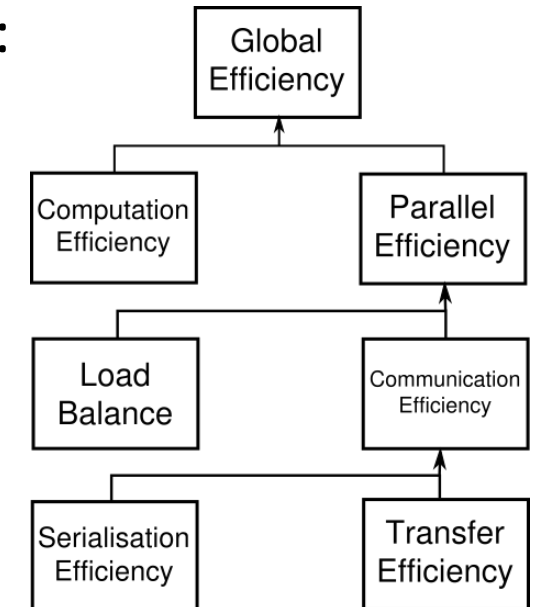 :
Global
Efficiency
Computation
Efficiency
Parallel
Efficiency
Load
Balance
Communication
Efficiency
Serialisation
Efficiency
Transfer
Efficiency